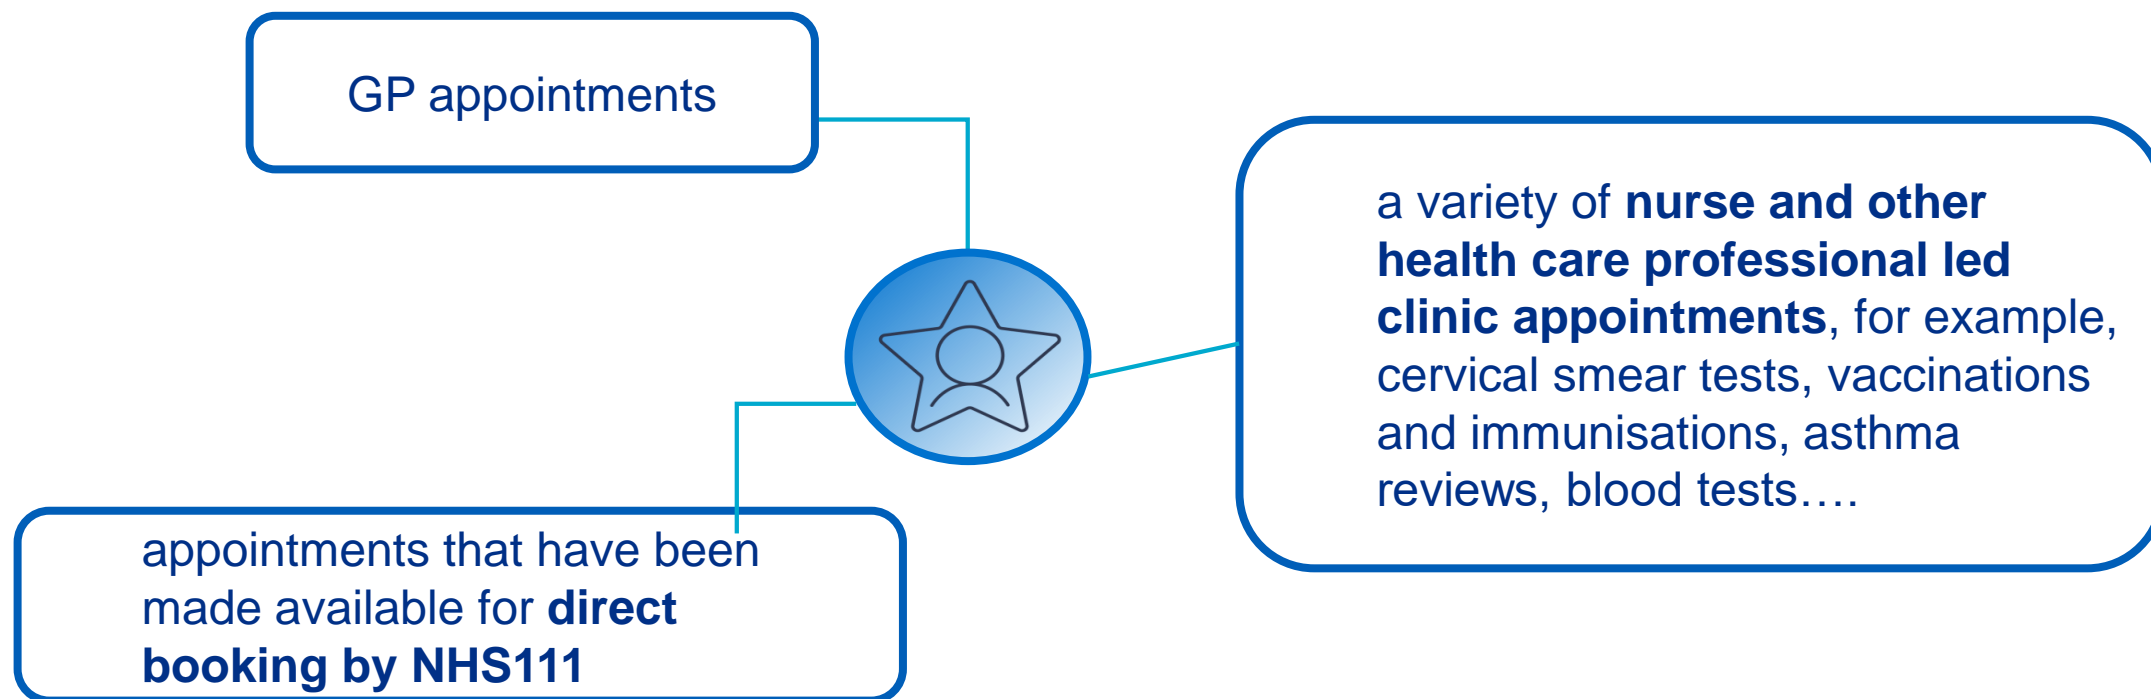 GP appointments
a variety of nurse and other
health care professional led
clinic appointments, for example,
cervical smear tests, vaccinations
and immunisations, asthma
reviews, blood tests….
appointments that have been
made available for direct
booking by NHS111